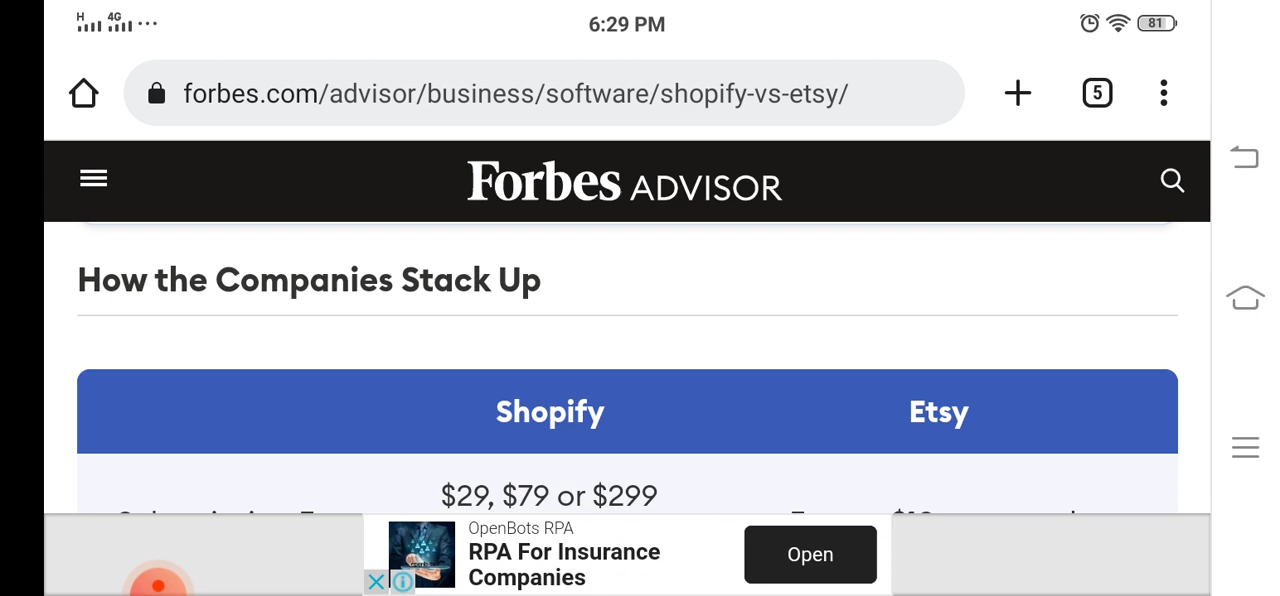 H 4G 6:29 PM 81
forbes.com/advisor/business/software/shopify-vs-etsy/ 5
Forbes ADVISOR
How the Companies Stack Up
Shopify Etsy
$29, $79 or $299
OpenBots RPA
RPA For Insurance
Companies
Open